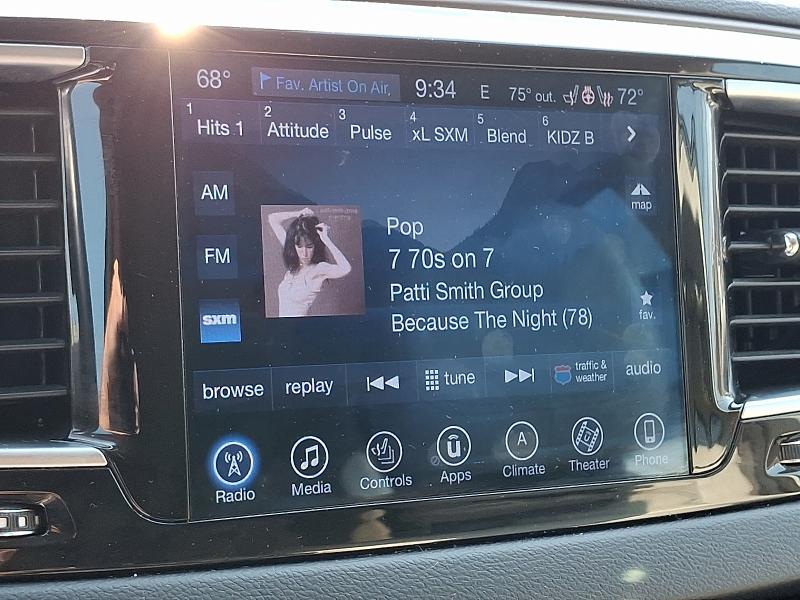 68° Fav. Artist On Air, 9:34 E 75° out. 72°
1 Hits 1 2 Attitude 3 Pulse 4 xL SXM 5 Blend 6 KIDZ B
AM
map
Pop
FM
7 70s on 7
Patti Smith Group
fav.
sxm
Because The Night (78)
browse replay tune traffic & weather audio
Radio Media Controls Apps A Climate Theater Phone